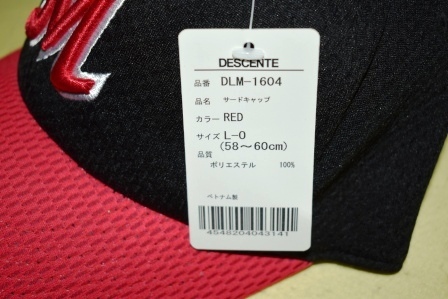 M
DESCENTE
品番 DLM-1604
品名 サードキャップ
カラー RED
サイズ L-O
(58〜60cm)
品質
ポリエステル 100%
ベトナム製
4548204043141